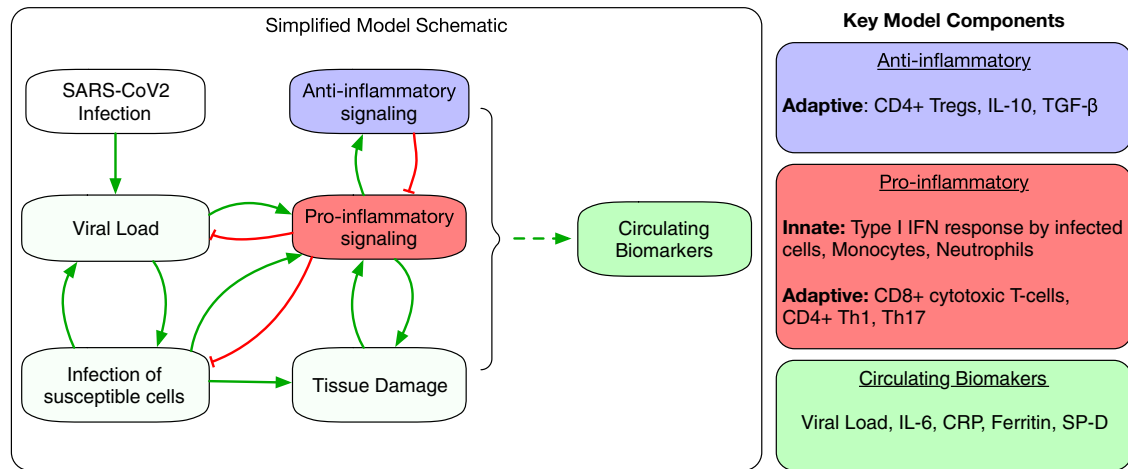 Simplified Model Schematic
SARS-CoV2
Infection
Anti-inflammatory
signaling
Viral Load
Pro-inflammatory
signaling
Circulating
Biomarkers
Infection of
susceptible cells
Tissue Damage
Key Model Components
Anti-inflammatory
Adaptive: CD4+ Tregs, IL-10, TGF-β
Pro-inflammatory
Innate: Type I IFN response by infected
cells, Monocytes, Neutrophils
Adaptive: CD8+ cytotoxic T-cells,
CD4+ Th1, Th17
Circulating Biomakers
Viral Load, IL-6, CRP, Ferritin, SP-D